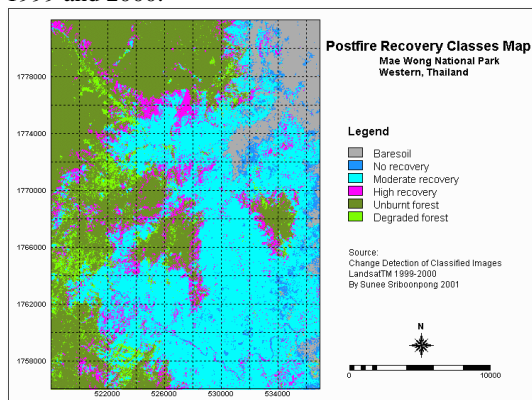 1999 and 2000.
Postfire Recovery Classes Map
Mae Wong National Park
Western, Thailand
1778000
1774000
1770000
1766000
1762000
1758000
522000
526000
530000
534000
Legend
Baresoil
No recovery
Moderate recovery
High recovery
Unburnt forest
Degraded forest
Source:
Change Detection of Classified Images
LandsatTM 1999-2000
By Sunee Sriboonpong 2001
N
0 10000